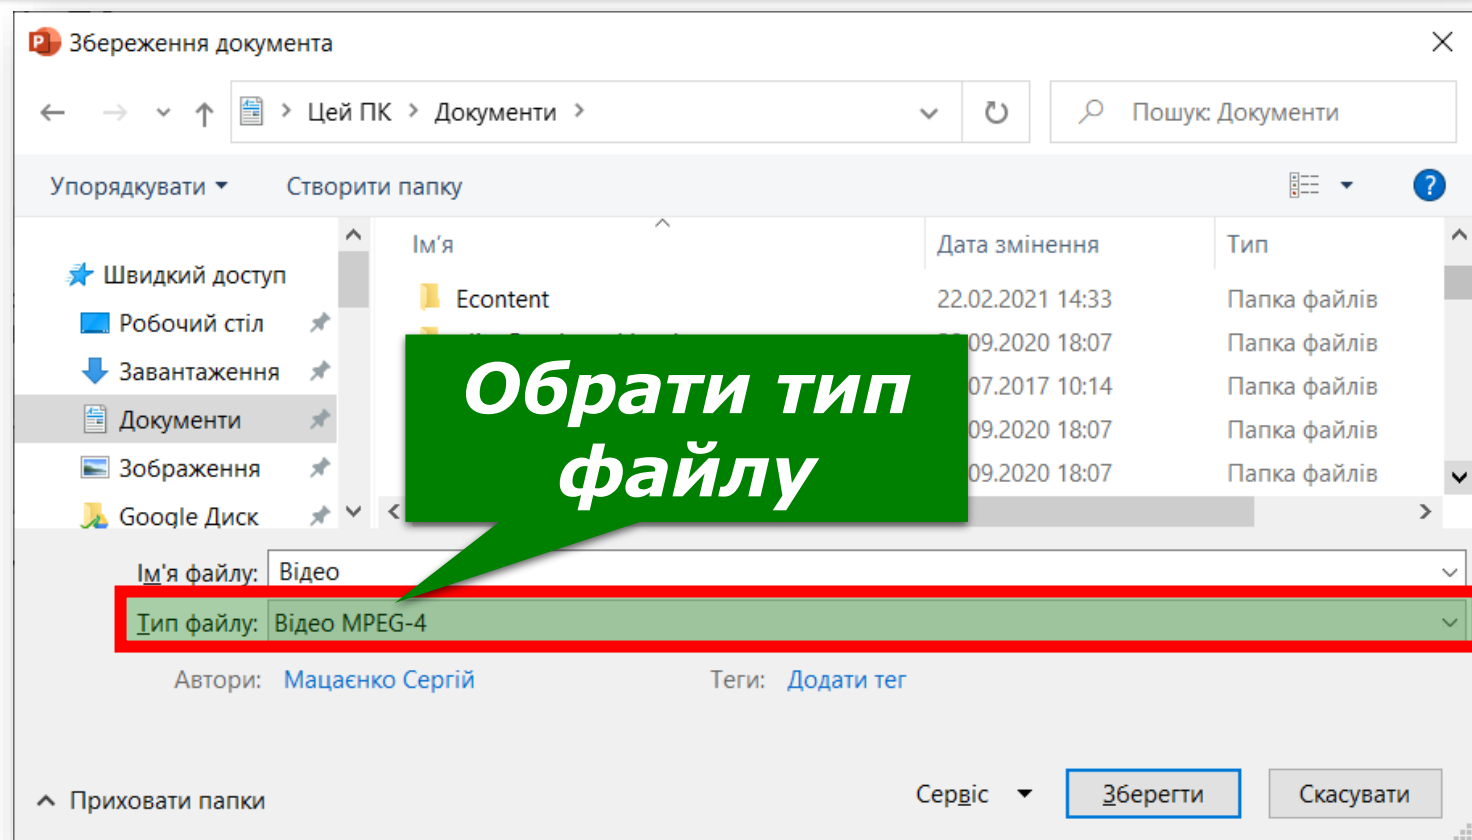 Збереження документа
Цей ПК > Документи >
Пошук: Документи
Упорядкувати
Створити папку
?
Ім'я
Дата змінення
Тип
Швидкий доступ
Робочий стіл
Завантаження
Документи
Зображення
Google Диск
Econtent
22.02.2021 14:33
Папка файлів
09.2020 18:07
Папка файлів
07.2017 10:14
Папка файлів
09.2020 18:07
Папка файлів
09.2020 18:07
Папка файлів
Обрати тип
файлу
Ім'я файлу: Відео
Тип файлу: Відео MPEG-4
Автори: Мацаєнко Сергій
Теги: Додати тег
Приховати папки
Сервіс
Зберегти
Скасувати